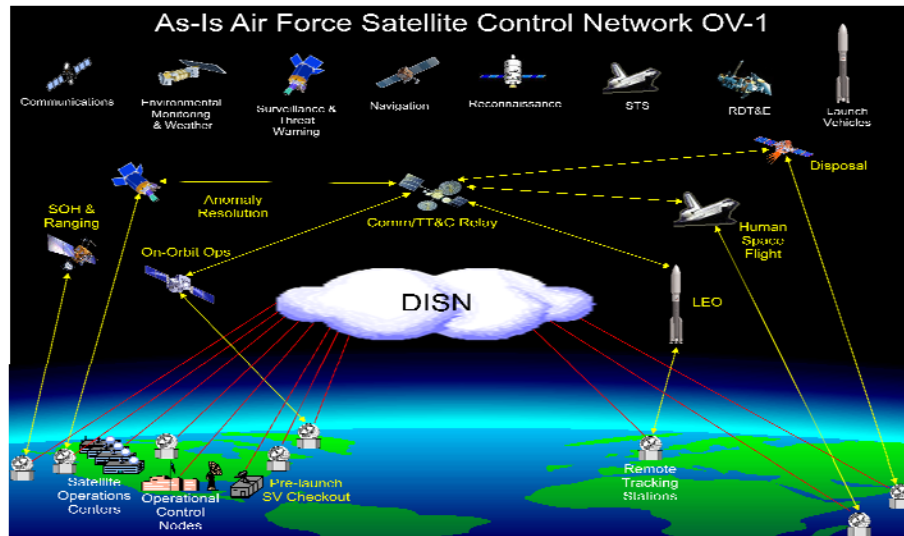 As-Is Air Force Satellite Control Network OV-1
Communications
Environmental
Monitoring
& Weather
Surveillance &
Threat
Warning
Navigation
Reconnaissance
STS
RDT&E
Launch
Vehicles
Disposal
SOH &
Ranging
Anomaly
Resolution
Comm/TT&C Relay
Human
Space
Flight
On-Orbit Ops
DISN
LEO
Satellite
Operations
Centers
Operational
Control
Nodes
Pre-launch
SV Checkout
Remote
Tracking
Stations